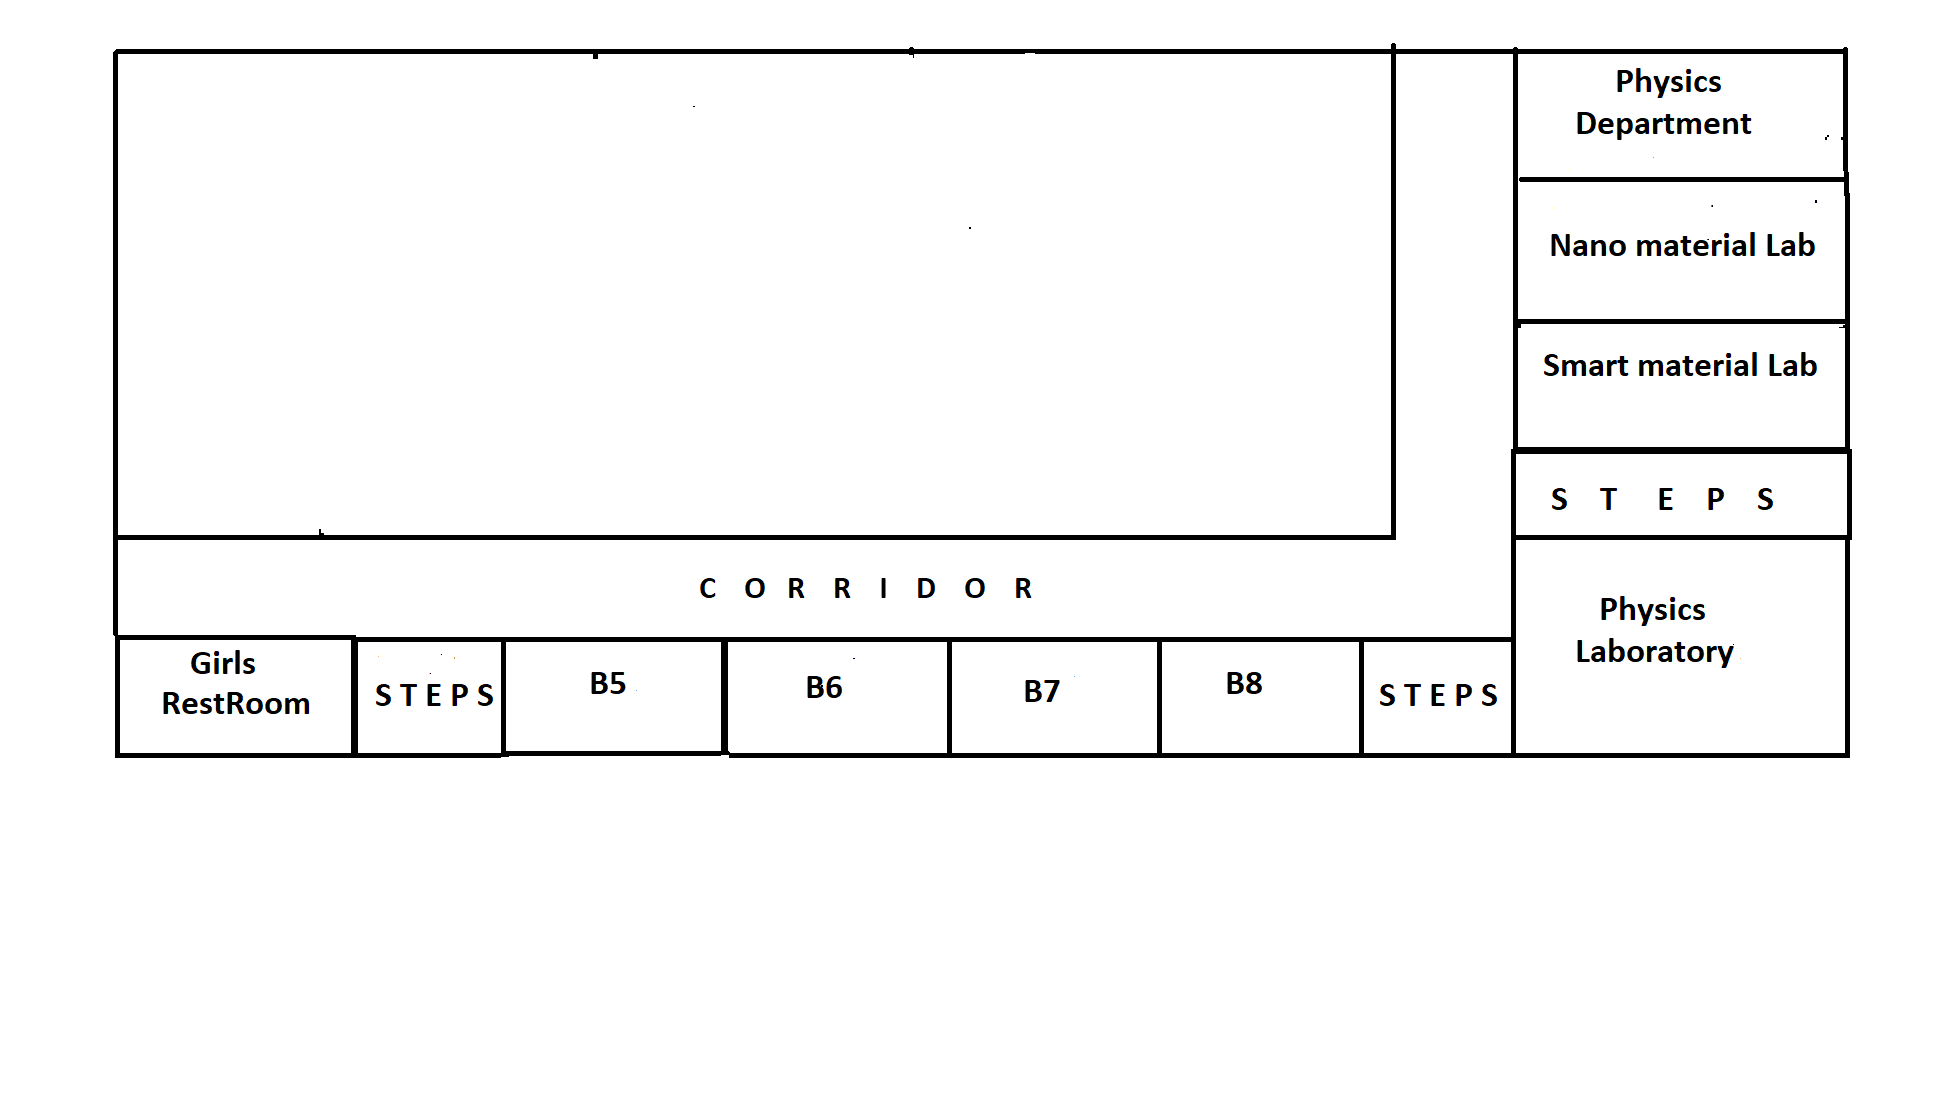 Physics
Department
Nano material Lab
Smart material Lab
S T E P S
C O R R I D O R
Physics
Laboratory
Girls
RestRoom
S T E P S
B5
B6
B7
B8
S T E P S